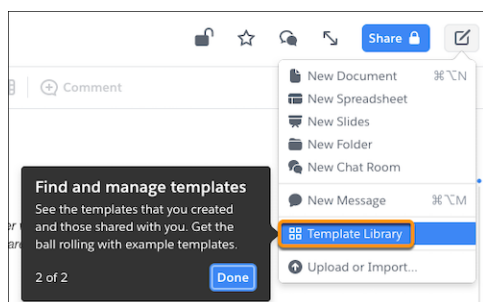 Share
Comment
New Document ⌘⌥N
New Spreadsheet
New Slides
New Folder
New Chat Room
New Message ⌘⌥M
Template Library
Upload or Import...
Find and manage templates
See the templates that you created
and those shared with you. Get the
ball rolling with example templates.
2 of 2
Done